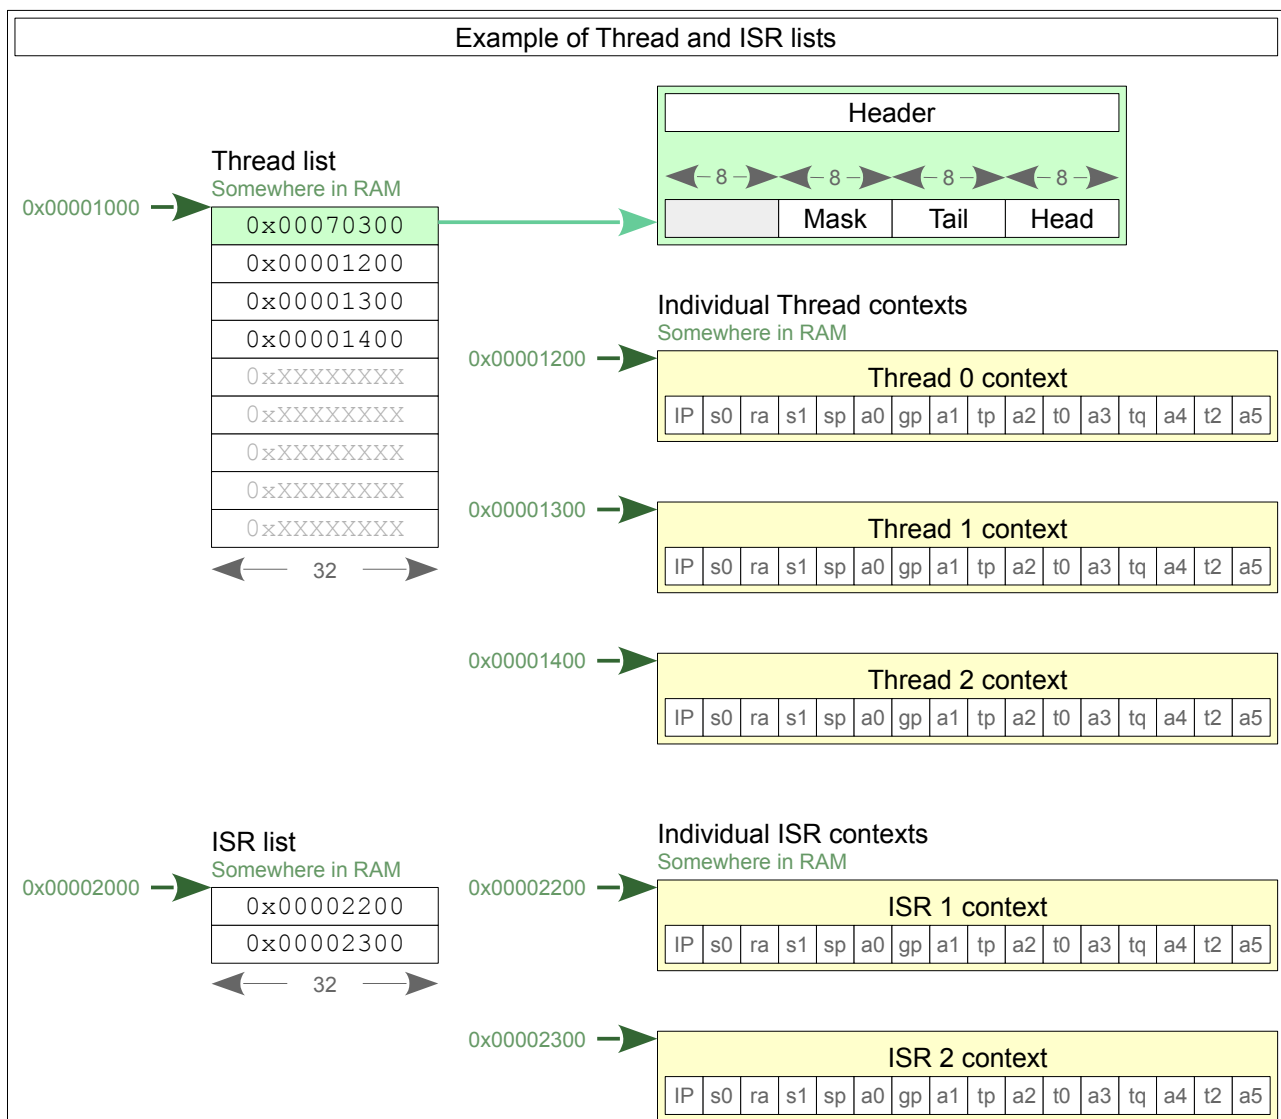 Example of Thread and ISR lists
Header
8 8 8 8
Mask Tail Head
Thread list
Somewhere in RAM
0x00001000
0x00070300
0x00001200
0x00001300
0x00001400
0xXXXXXXXX
0xXXXXXXXX
0xXXXXXXXX
0xXXXXXXXX
0xXXXXXXXX
32
Individual Thread contexts
Somewhere in RAM
0x00001200
Thread 0 context
IP s0 ra s1 sp a0 gp a1 tp a2 t0 a3 tq a4 t2 a5
0x00001300
Thread 1 context
IP s0 ra s1 sp a0 gp a1 tp a2 t0 a3 tq a4 t2 a5
0x00001400
Thread 2 context
IP s0 ra s1 sp a0 gp a1 tp a2 t0 a3 tq a4 t2 a5
ISR list
Somewhere in RAM
0x00002000
0x00002200
0x00002300
32
Individual ISR contexts
Somewhere in RAM
0x00002200
ISR 1 context
IP s0 ra s1 sp a0 gp a1 tp a2 t0 a3 tq a4 t2 a5
0x00002300
ISR 2 context
IP s0 ra s1 sp a0 gp a1 tp a2 t0 a3 tq a4 t2 a5